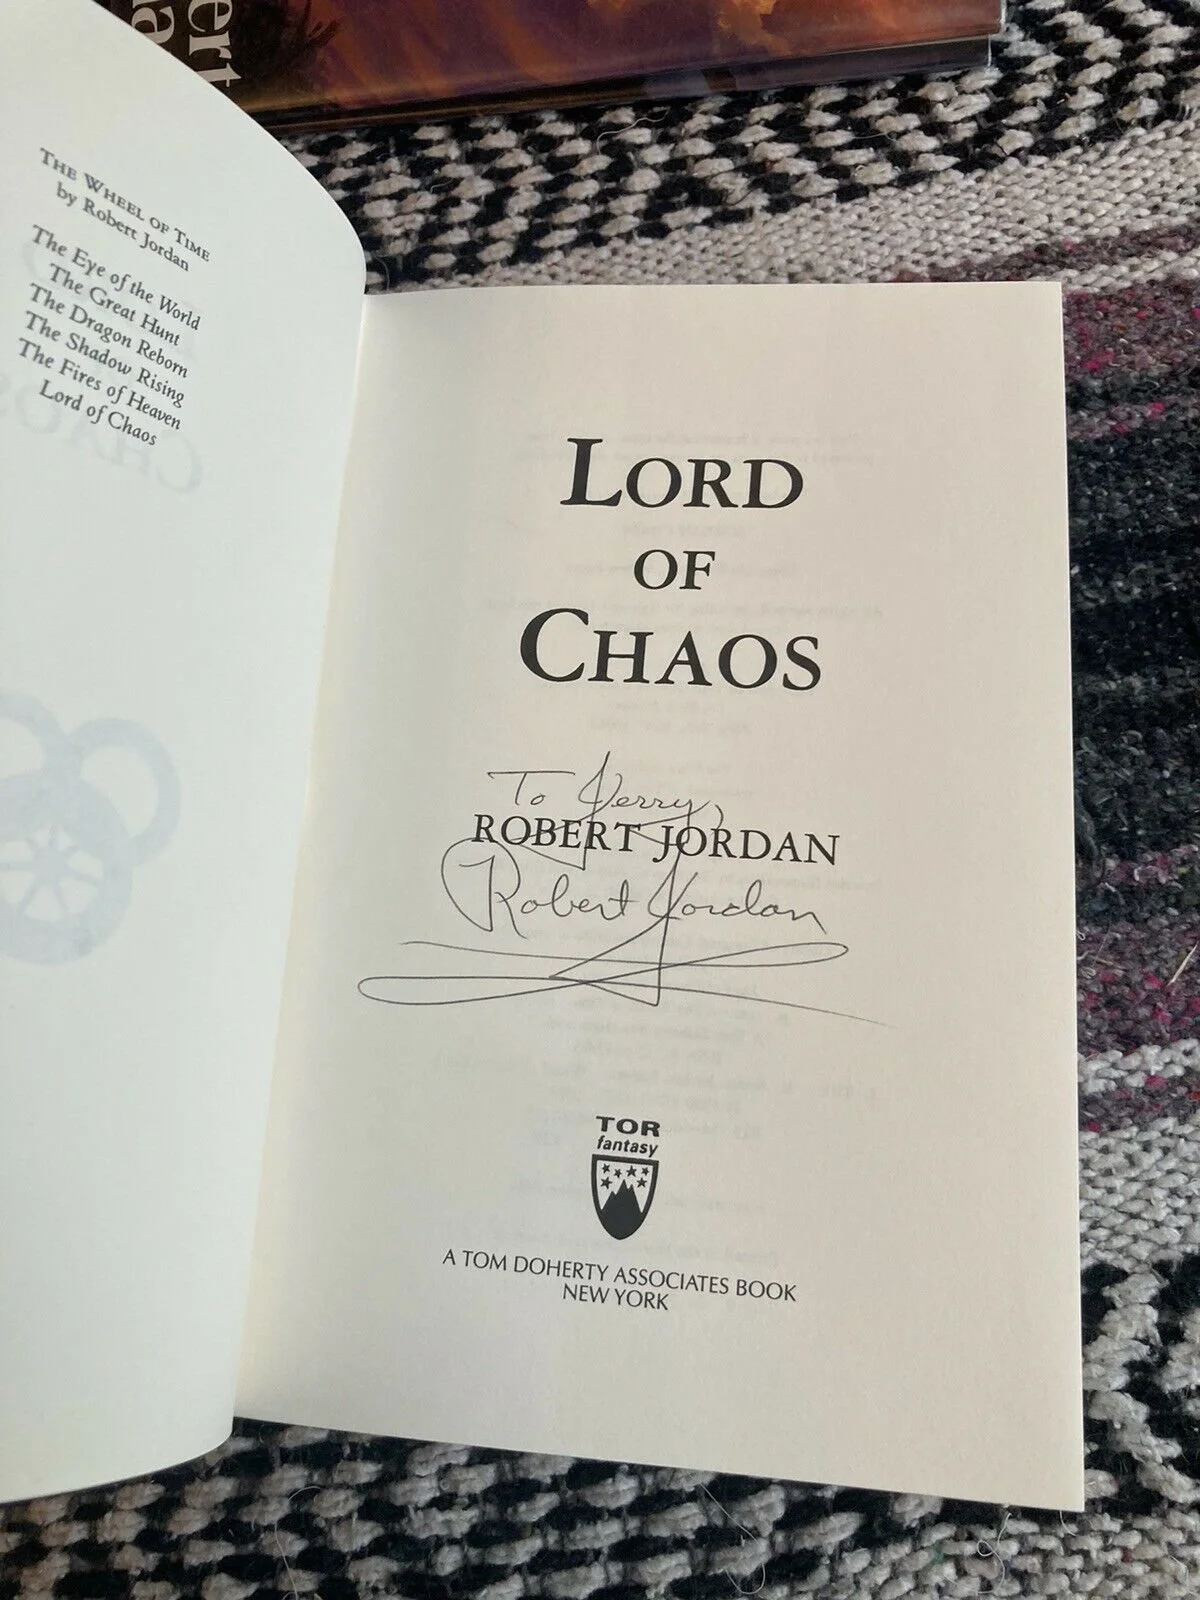 THE WHEEL OF TIME
by Robert Jordan
The Eye of the World
The Great Hunt
The Dragon Reborn
The Shadow Rising
The Fires of Heaven
Lord of Chaos
LORD
OF
CHAOS
To Jerry,
ROBERT JORDAN
Robert Jordan
TOR
fantasy
A TOM DOHERTY ASSOCIATES BOOK
NEW YORK